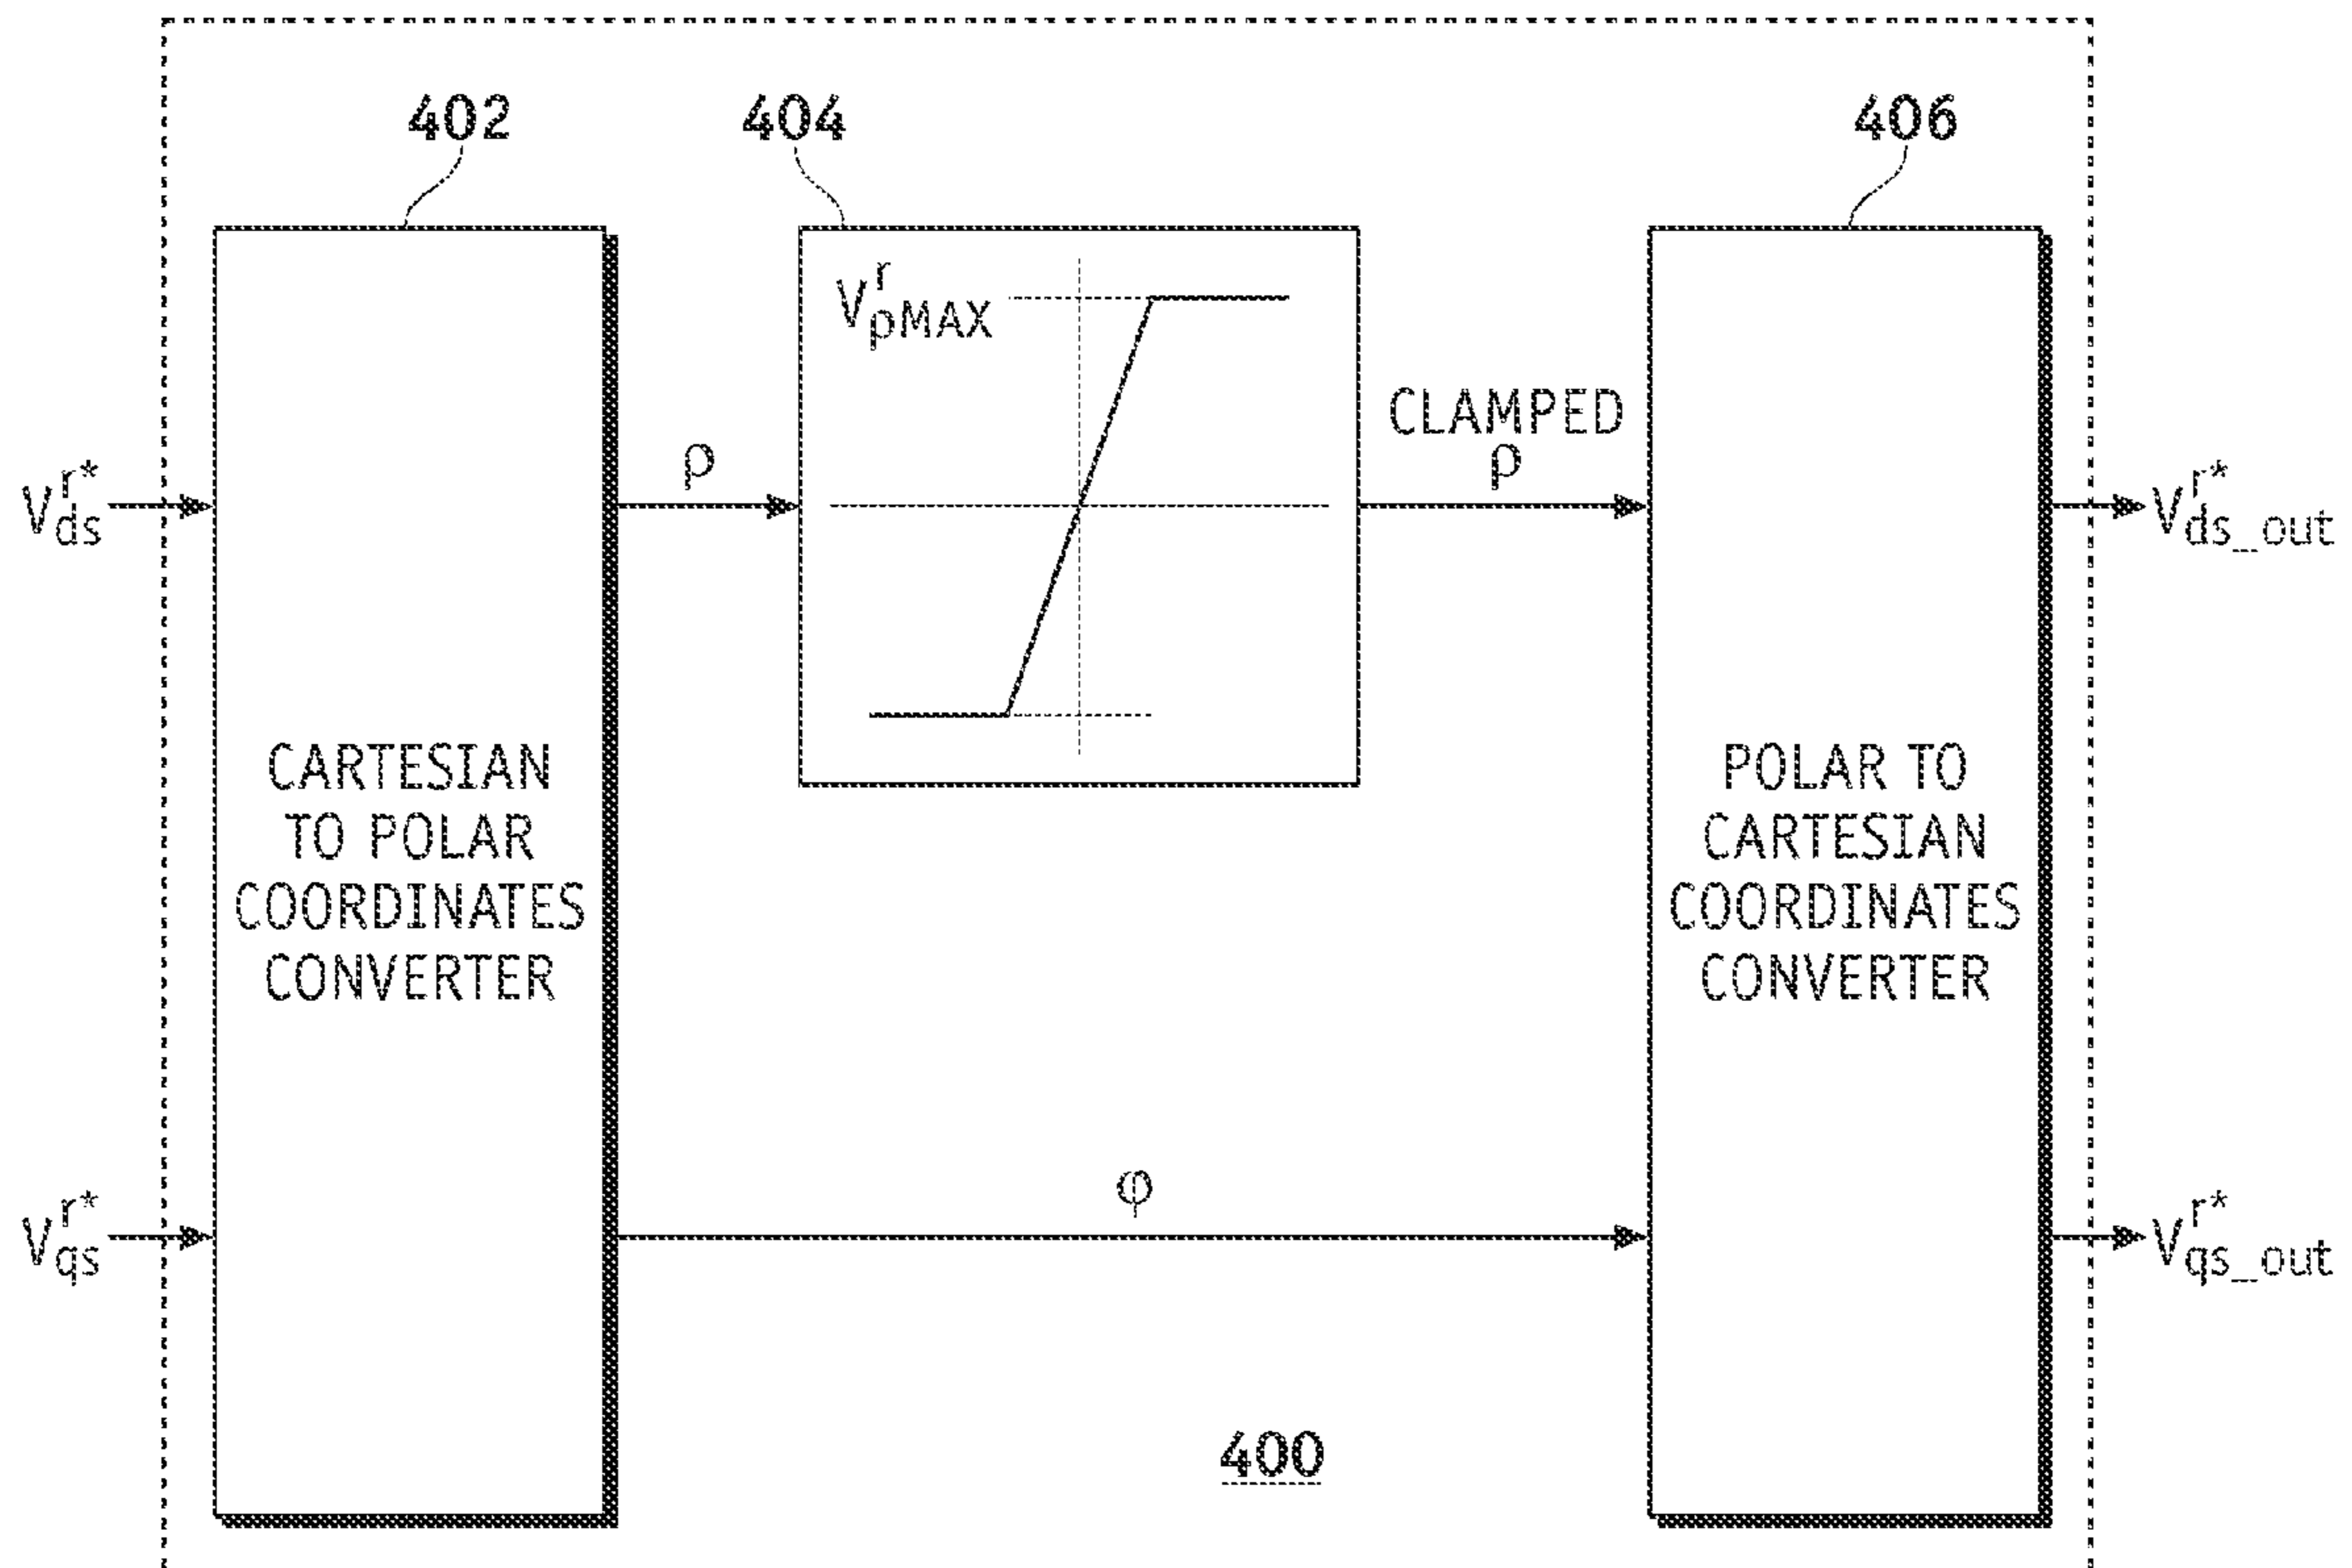 402
404
406
V^r_ρMAX
CLAMPED
ρ
ρ
V^r*_ds
V^r*_ds_out
CARTESIAN
TO POLAR
COORDINATES
CONVERTER
POLAR TO
CARTESIAN
COORDINATES
CONVERTER
φ
V^r*_qs
V^r*_qs_out
400